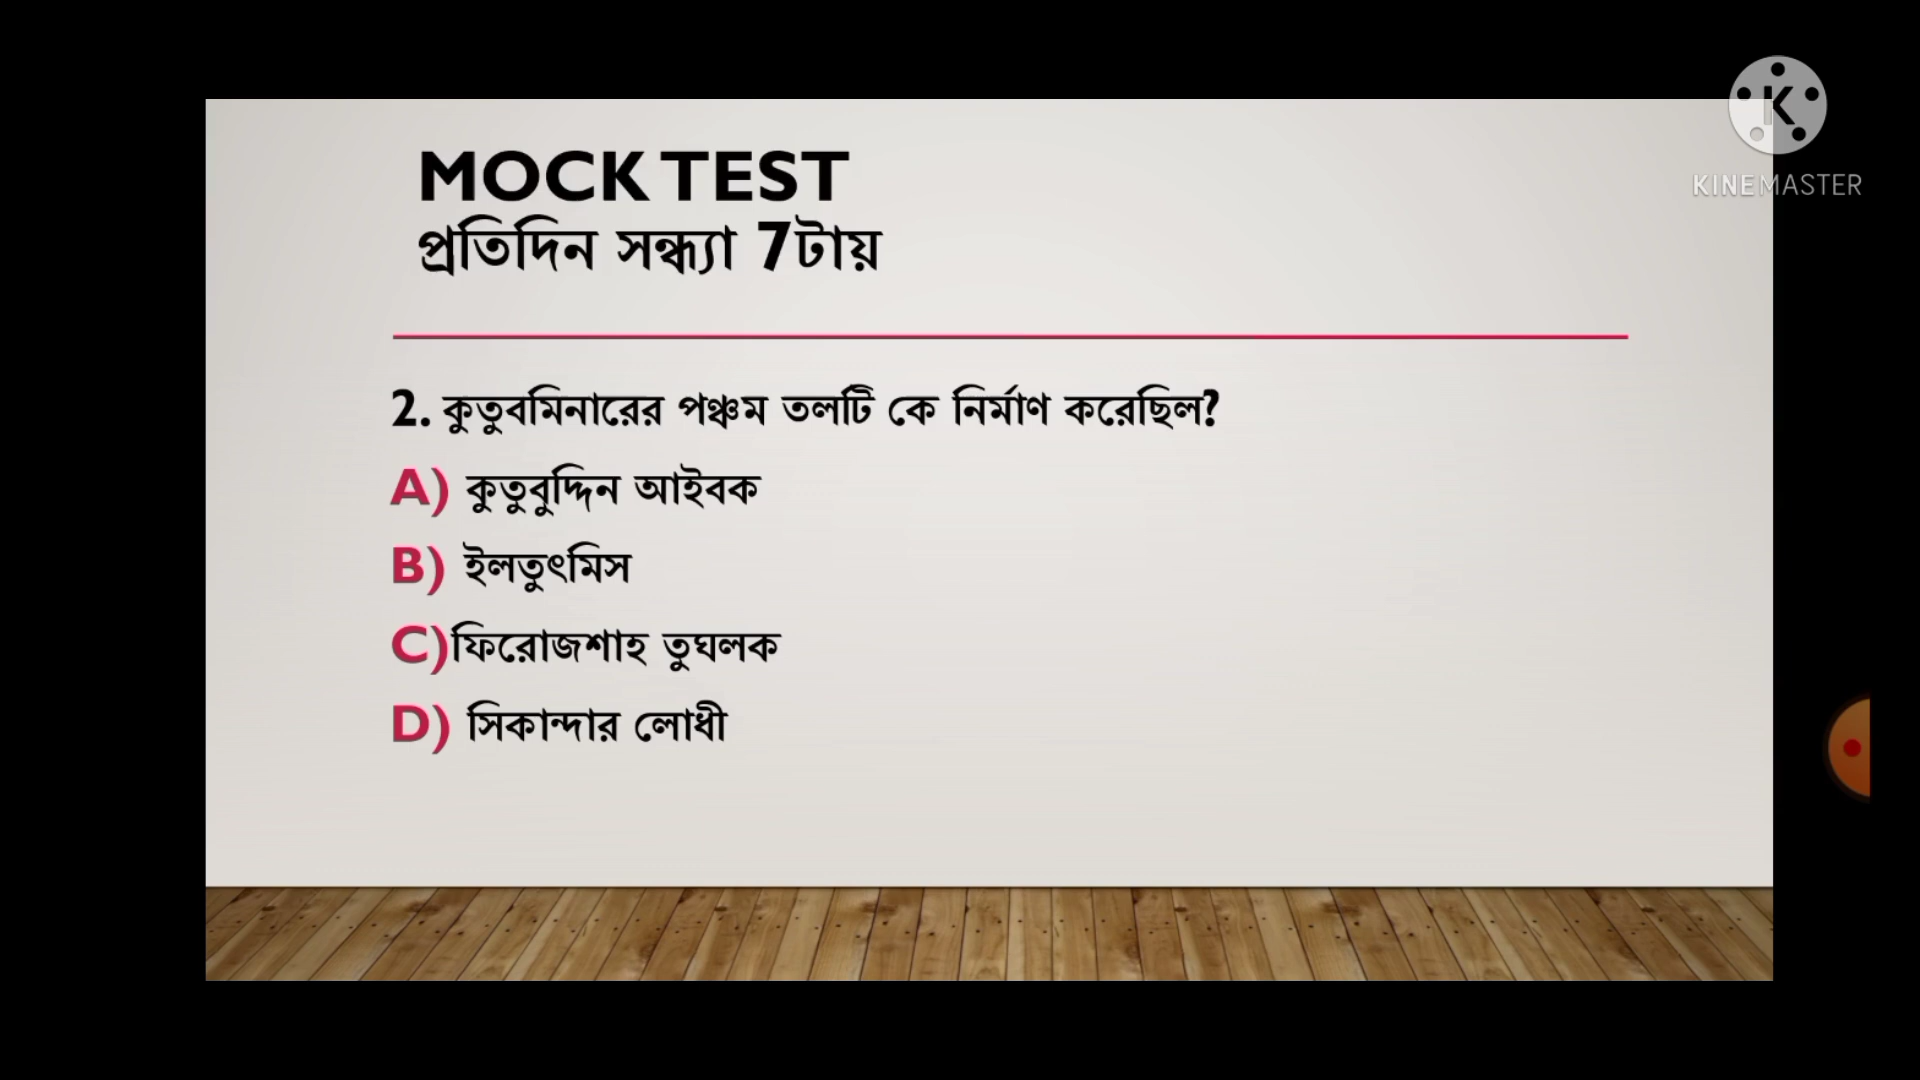 MOCK TEST
প্রতিদিন সন্ধ্যা 7টায়
2. কুতুবমিনারের পঞ্চম তলটি কে নির্মাণ করেছিল?
A) কুতুবুদ্দিন আইবক
B) ইলতুৎমিস
C)ফিরোজশাহ তুঘলক
D) সিকান্দার লোধী
K
KINEMASTER